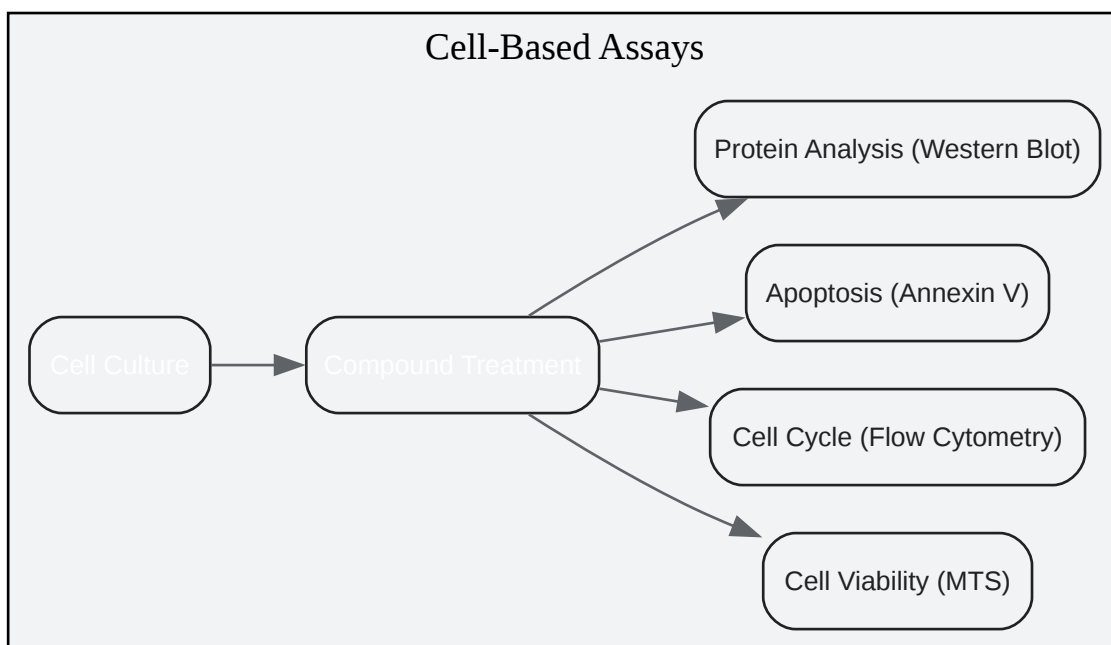 Cell-Based Assays
Protein Analysis (Western Blot)
Apoptosis (Annexin V)
Cell Culture
Compound Treatment
Cell Cycle (Flow Cytometry)
Cell Viability (MTS)